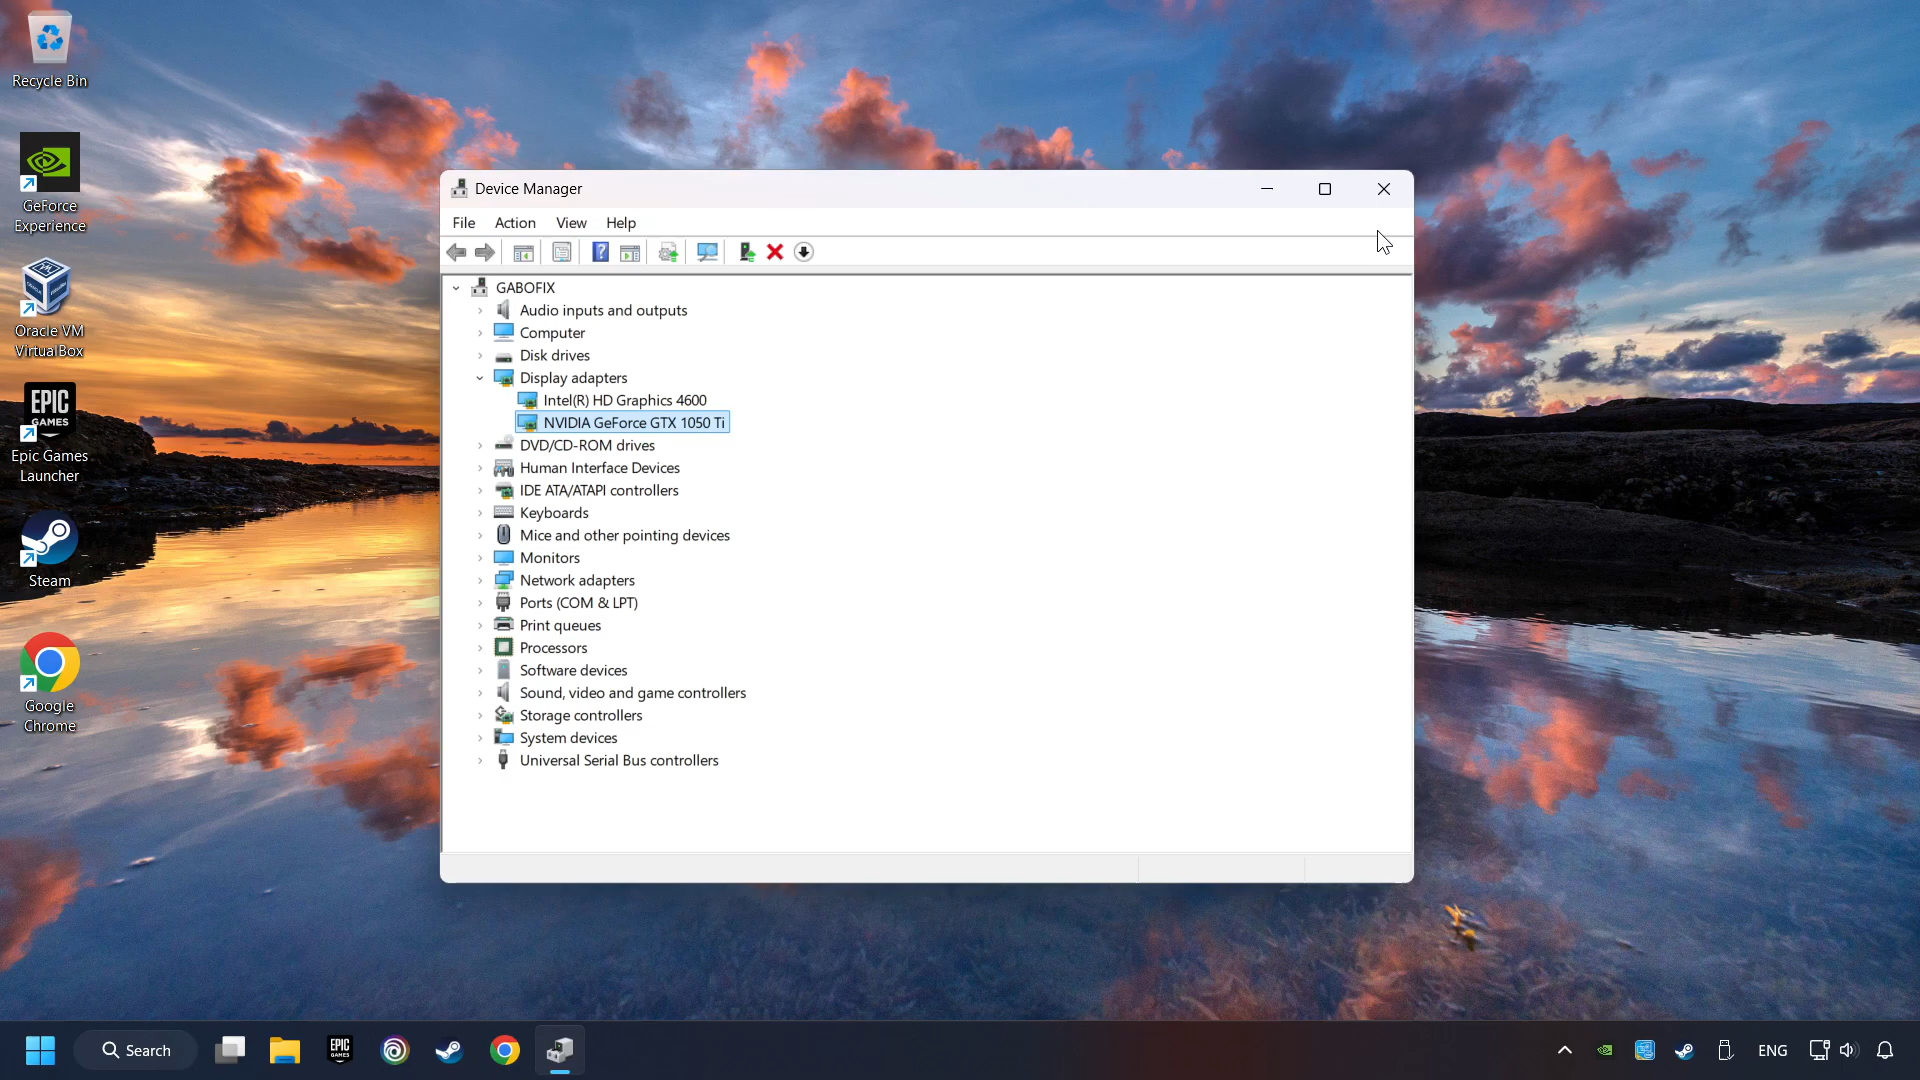 Recycle Bin
GeForce
Experience
Oracle VM
VirtualBox
EPIC
GAMES
Epic Games
Launcher
Steam
Google
Chrome
Device Manager
File Action View Help
GABOFIX
Audio inputs and outputs
Computer
Disk drives
Display adapters
Intel(R) HD Graphics 4600
NVIDIA GeForce GTX 1050 Ti
DVD/CD-ROM drives
Human Interface Devices
IDE ATA/ATAPI controllers
Keyboards
Mice and other pointing devices
Monitors
Network adapters
Ports (COM & LPT)
Print queues
Processors
Software devices
Sound, video and game controllers
Storage controllers
System devices
Universal Serial Bus controllers
Search
EPIC
GAMES
ENG